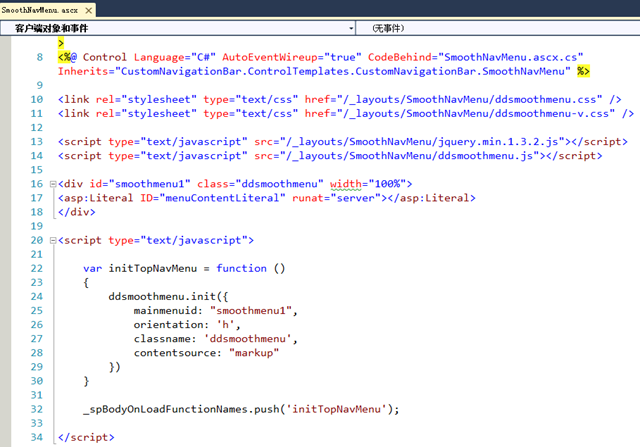 SmoothNavMenu.ascx
客户端对象和事件 (无事件)
>
8 <%@ Control Language="C#" AutoEventWireup="true" CodeBehind="SmoothNavMenu.ascx.cs"
Inherits="CustomNavigationBar.ControlTemplates.CustomNavigationBar.SmoothNavMenu" %>
9
10 <link rel="stylesheet" type="text/css" href="/_layouts/SmoothNavMenu/ddsmoothmenu.css" />
11 <link rel="stylesheet" type="text/css" href="/_layouts/SmoothNavMenu/ddsmoothmenu-v.css" />
12
13 <script type="text/javascript" src="/_layouts/SmoothNavMenu/jquery.min.1.3.2.js"></script>
14 <script type="text/javascript" src="/_layouts/SmoothNavMenu/ddsmoothmenu.js"></script>
15
16 <div id="smoothmenu1" class="ddsmoothmenu" width="100%">
17 <asp:Literal ID="menuContentLiteral" runat="server"></asp:Literal>
18 </div>
19
20 <script type="text/javascript">
21
22 var initTopNavMenu = function ()
23 {
24 ddsmoothmenu.init({
25 mainmenuid: "smoothmenu1",
26 orientation: 'h',
27 classname: 'ddsmoothmenu',
28 contentsource: "markup"
29 })
30 }
31
32 _spBodyOnLoadFunctionNames.push('initTopNavMenu');
33
34 </script>